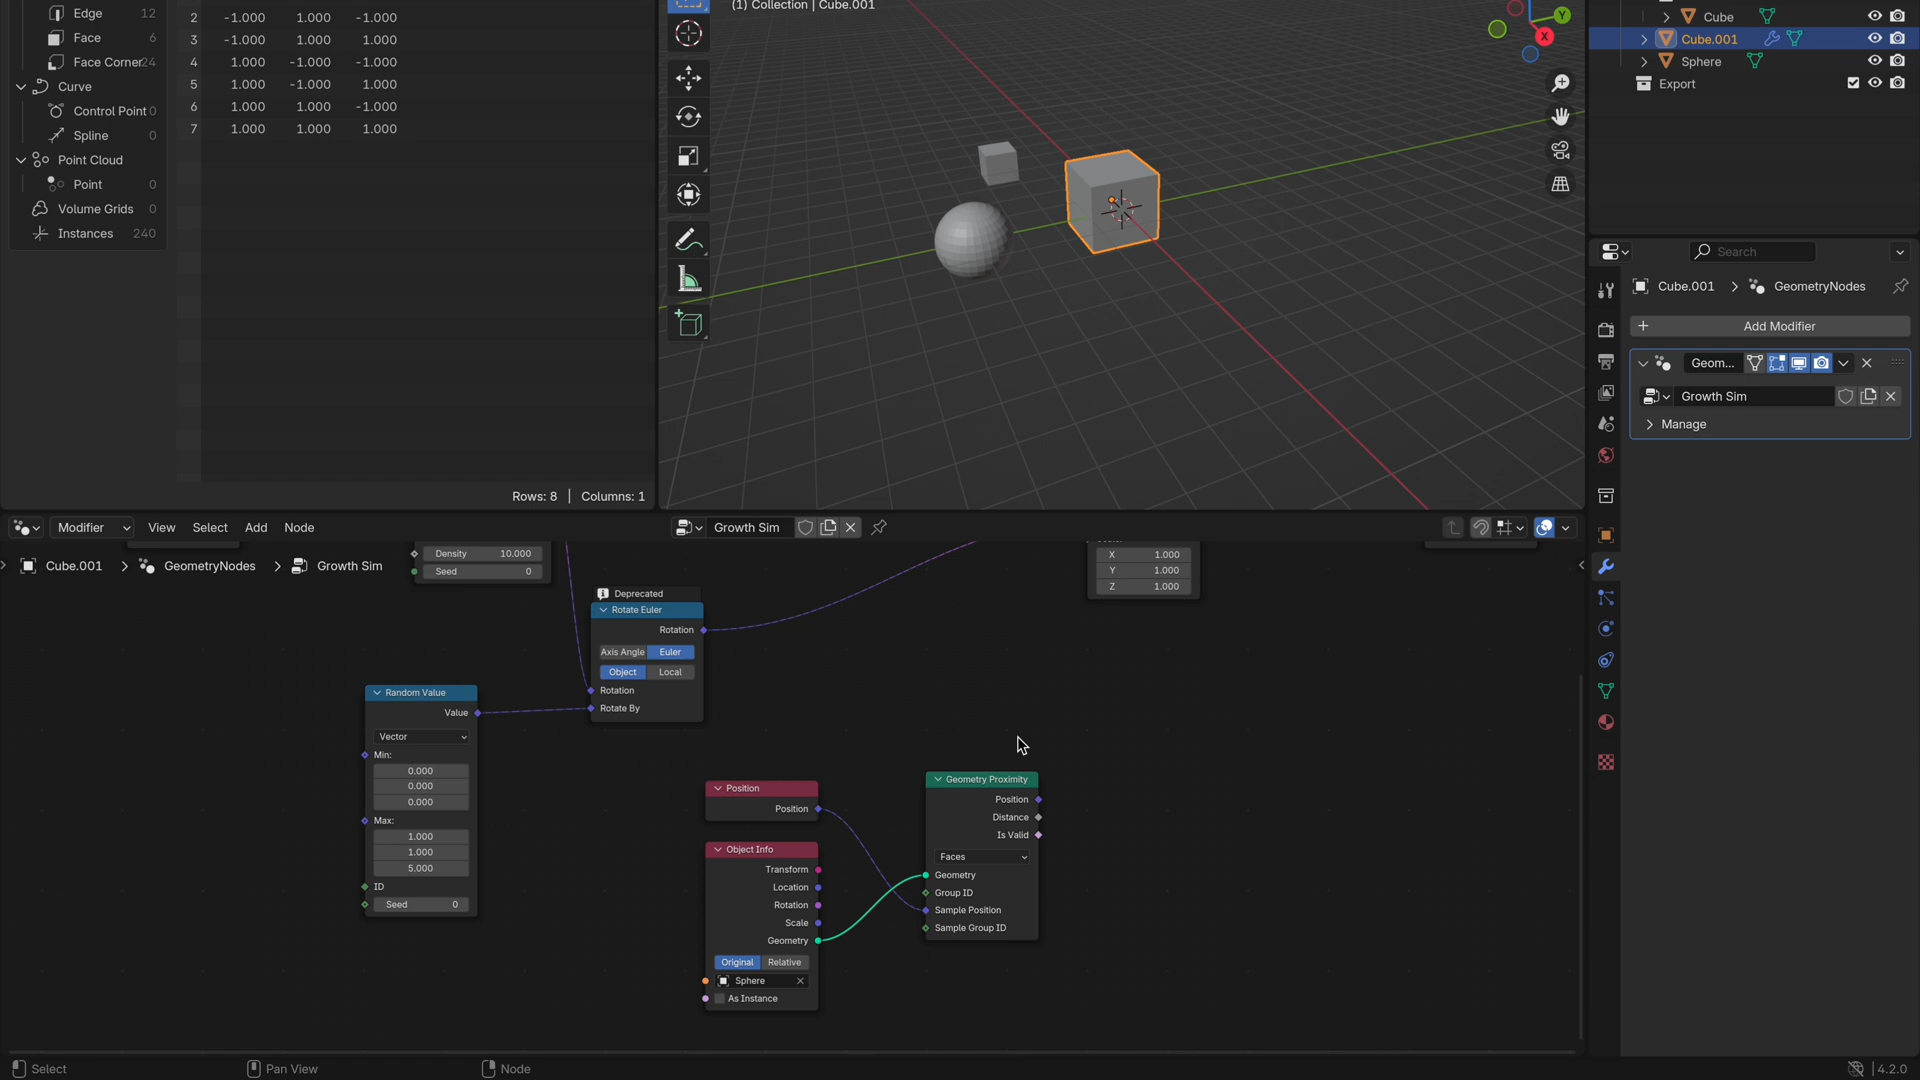 Edge 12
Face 6
Face Corner 24
Curve
Control Point 0
Spline 0
Point Cloud
Point 0
Volume Grids 0
Instances 240
2 -1.000 1.000 -1.000
3 -1.000 1.000 1.000
4 1.000 -1.000 -1.000
5 1.000 -1.000 1.000
6 1.000 1.000 -1.000
7 1.000 1.000 1.000
Rows: 8 | Columns: 1
(1) Collection | Cube.001
Y
X
Cube
Cube.001
Sphere
Export
Search
Cube.001 > GeometryNodes
Add Modifier
Geom...
Growth Sim
Manage
Modifier View Select Add Node
Growth Sim
Cube.001 > GeometryNodes > Growth Sim
Density 10.000
Seed 0
X 1.000
Y 1.000
Z 1.000
Deprecated
Rotate Euler
Rotation
Axis Angle Euler
Object Local
Rotation
Rotate By
Random Value
Value
Vector
Min:
0.000
0.000
0.000
Max:
1.000
1.000
5.000
ID
Seed 0
Position
Position
Object Info
Transform
Location
Rotation
Scale
Geometry
Original Relative
Sphere
As Instance
Geometry Proximity
Position
Distance
Is Valid
Faces
Geometry
Group ID
Sample Position
Sample Group ID
Select
Pan View
Node
4.2.0